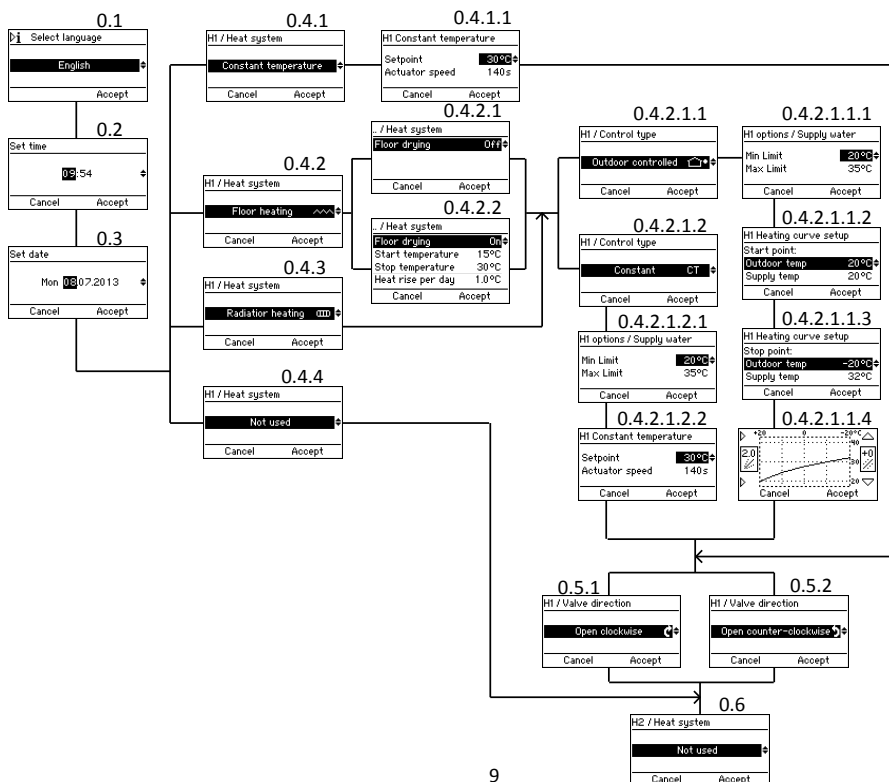 0.1
Select language
English
Accept
0.2
Set time
09:54
Cancel Accept
0.3
Set date
Mon 08.07.2013
Cancel Accept
0.4.1
H1 / Heat system
Constant temperature
Cancel Accept
0.4.1.1
H1 Constant temperature
Setpoint 30°C
Actuator speed 140s
Cancel Accept
0.4.2
H1 / Heat system
Floor heating
Cancel Accept
0.4.2.1
.. / Heat system
Floor drying Off
Cancel Accept
0.4.2.2
.. / Heat system
Floor drying On
Start temperature 15°C
Stop temperature 30°C
Heat rise per day 1.0°C
Cancel Accept
0.4.3
H1 / Heat system
Radiatior heating
Cancel Accept
0.4.4
H1 / Heat system
Not used
Cancel Accept
0.4.2.1.1
H1 / Control type
Outdoor controlled
Cancel Accept
0.4.2.1.2
H1 / Control type
Constant CT
Cancel Accept
0.4.2.1.2.1
H1 options / Supply water
Min Limit 20°C
Max Limit 35°C
Cancel Accept
0.4.2.1.2.2
H1 Constant temperature
Setpoint 30°C
Actuator speed 140s
Cancel Accept
0.4.2.1.1.1
H1 options / Supply water
Min Limit 20°C
Max Limit 35°C
Cancel Accept
0.4.2.1.1.2
H1 Heating curve setup
Start point:
Outdoor temp 20°C
Supply temp 20°C
Cancel Accept
0.4.2.1.1.3
H1 Heating curve setup
Stop point:
Outdoor temp -20°C
Supply temp 32°C
Cancel Accept
0.4.2.1.1.4
+20 0 -20°C
40
2.0 30 +0
20
Cancel Accept
0.5.1
H1 / Valve direction
Open clockwise
Cancel Accept
0.5.2
H1 / Valve direction
Open counter-clockwise
Cancel Accept
0.6
H2 / Heat system
Not used
Cancel Accept
9